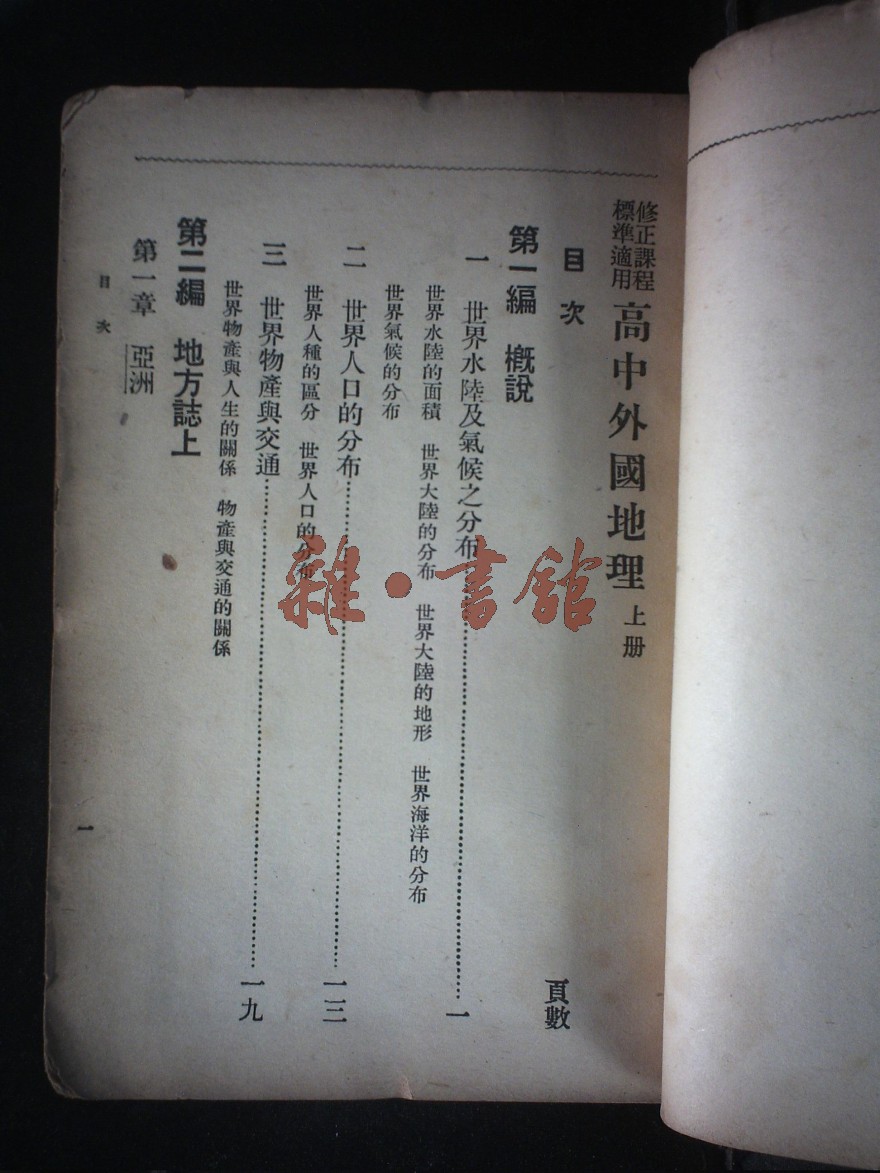 修正課程
標準適用
高中外國地理 上册
目次
頁數
第一編 概說
一 世界水陸及氣候之分布 一
世界水陸的面積 世界大陸的分布 世界大陸的地形 世界海洋的分布
世界氣候的分布
二 世界人口的分布 一三
世界人種的區分 世界人口的分布
三 世界物產與交通 一九
世界物產與人生的關係 物產與交通的關係
第二編 地方誌上
第一章 亞洲
目次
一
雜·書館